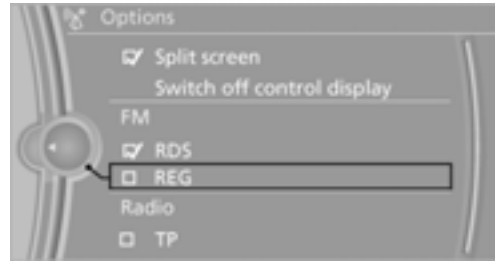 Options
Split screen
Switch off control display
FM
RDS
REG
Radio
TP